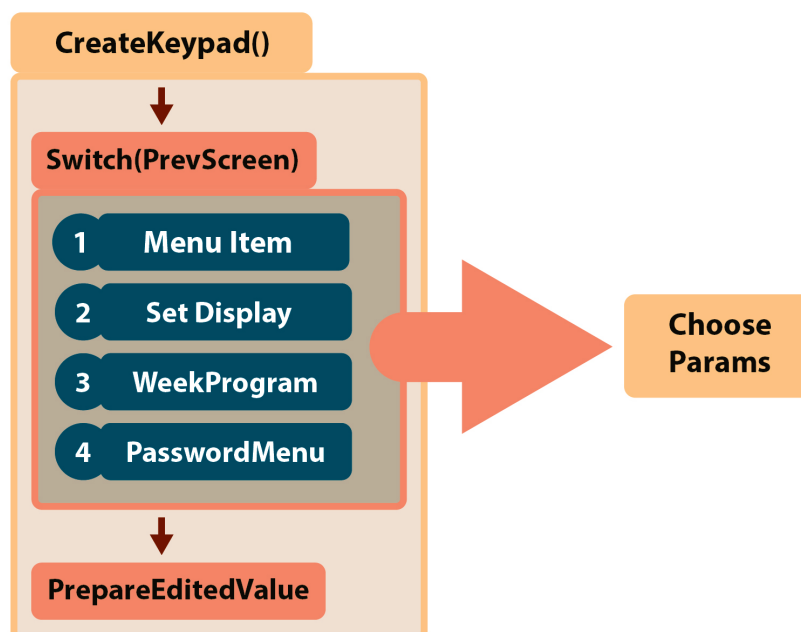 CreateKeypad()
Switch(PrevScreen)
1 Menu Item
2 Set Display
3 WeekProgram
4 PasswordMenu
Choose
Params
PrepareEditedValue